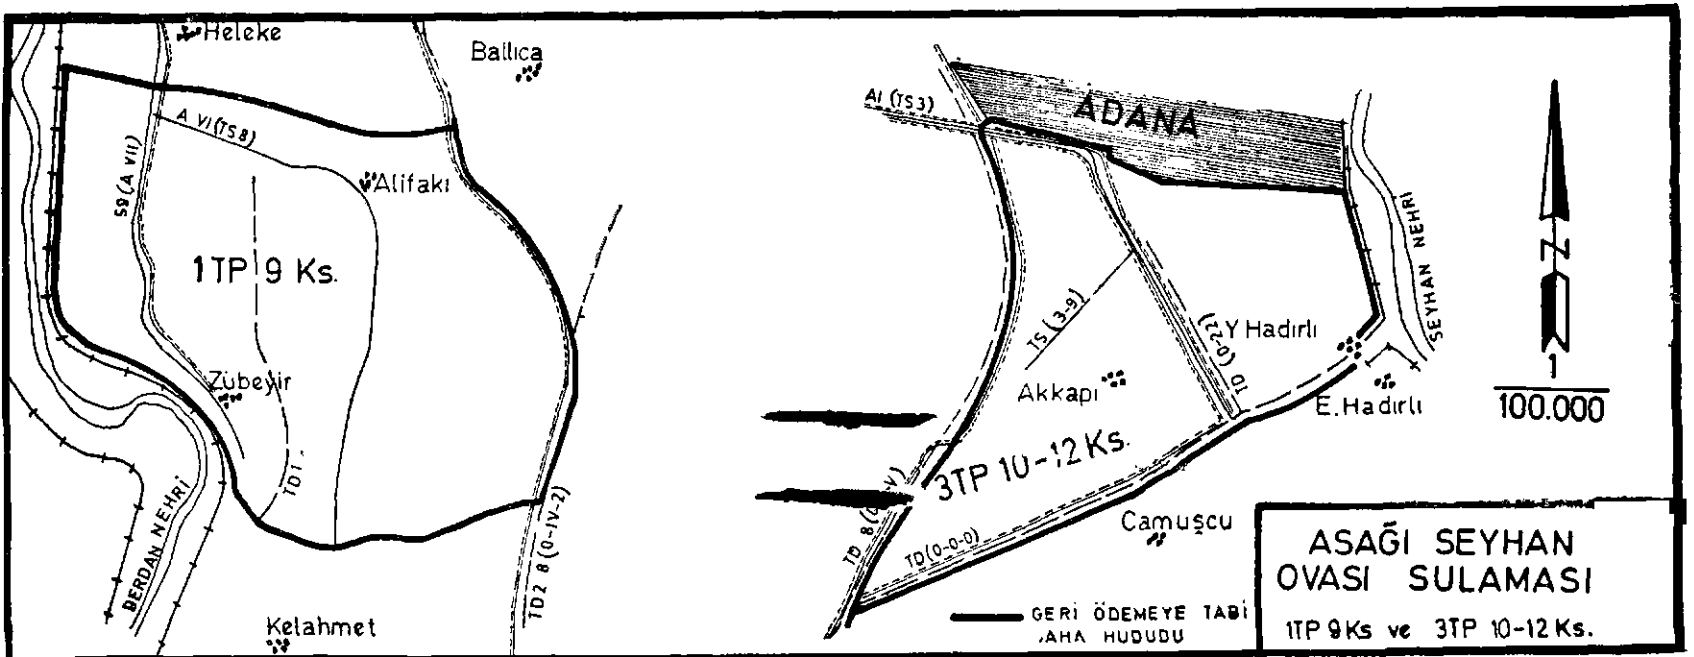 Heleke
Ballıca
A VI (TS8)
S9 (A VII)
Alifakı
1TP 9 Ks.
Zübeyir
TD1
BERDAN NEHRİ
TD2 8 (0-IV-2)
Kelahmet
AI (TS3)
ADANA
SEYHAN NEHRI
TS (3-9)
TD (0-22)
Y Hadırlı
Akkapı
E.Hadırlı
3TP 10-12 Ks.
TD 8
TD (0-0-0)
Camuşcu
N
1
100.000
GERİ ÖDEMEYE TABİ
HUDUDU
ASAĞI SEYHAN
OVASI SULAMASI
1TP 9Ks ve 3TP 10-12 Ks.